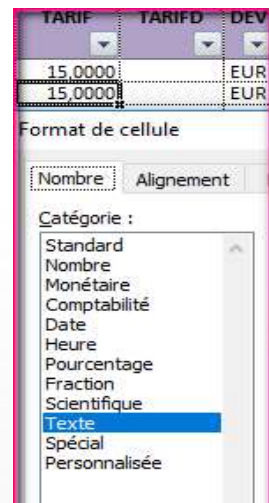 TARIF TARIFD DEV
15,0000 EUR
15,0000 EUR
Format de cellule
Nombre Alignement
Catégorie :
Standard
Nombre
Monétaire
Comptabilité
Date
Heure
Pourcentage
Fraction
Scientifique
Texte
Spécial
Personnalisée